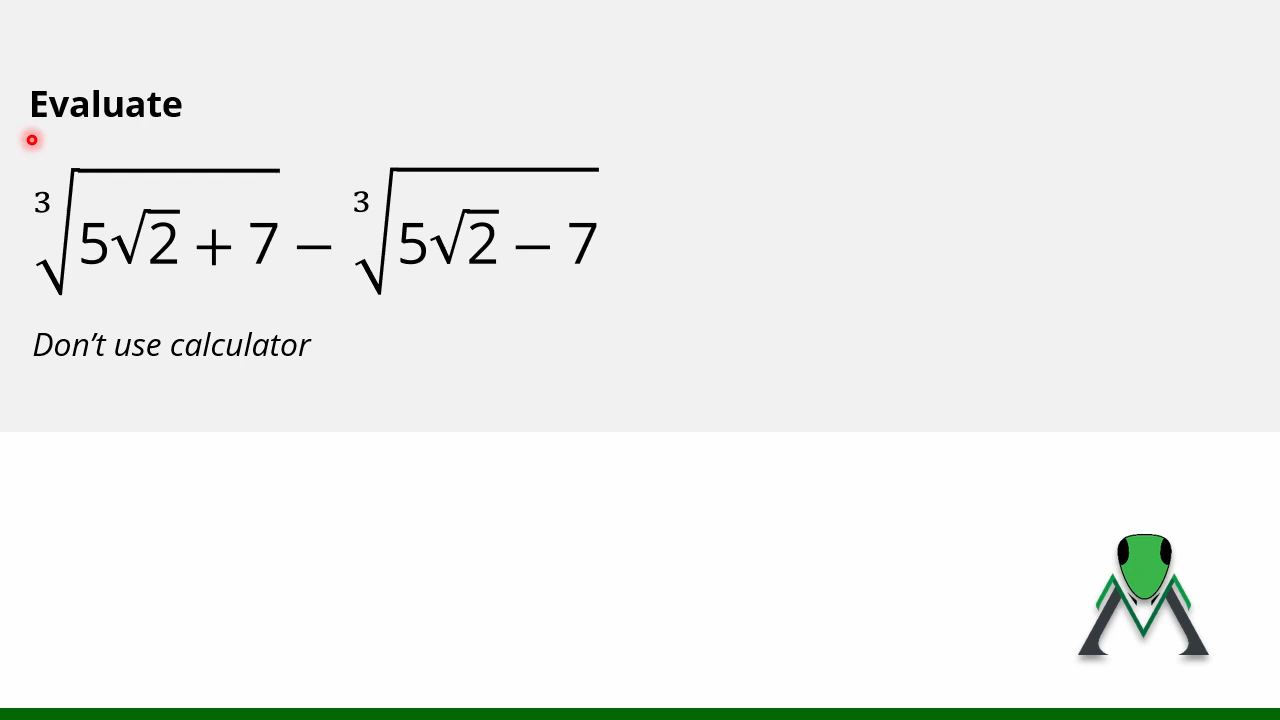 Evaluate
∛(5√2 + 7) − ∛(5√2 − 7)
Don’t use calculator